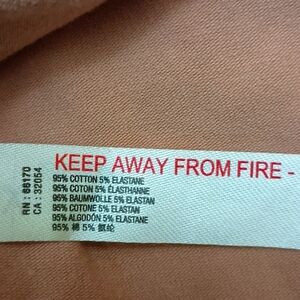 KEEP AWAY FROM FIRE -
95% COTTON 5% ELASTANE
95% COTON 5% ÉLASTHANNE
95% BAUMWOLLE 5% ELASTAN
95% COTONE 5% ELASTAN
95% ALGODÓN 5% ELASTANE
95% 棉 5% 氨纶
RN : 66170
CA : 32054